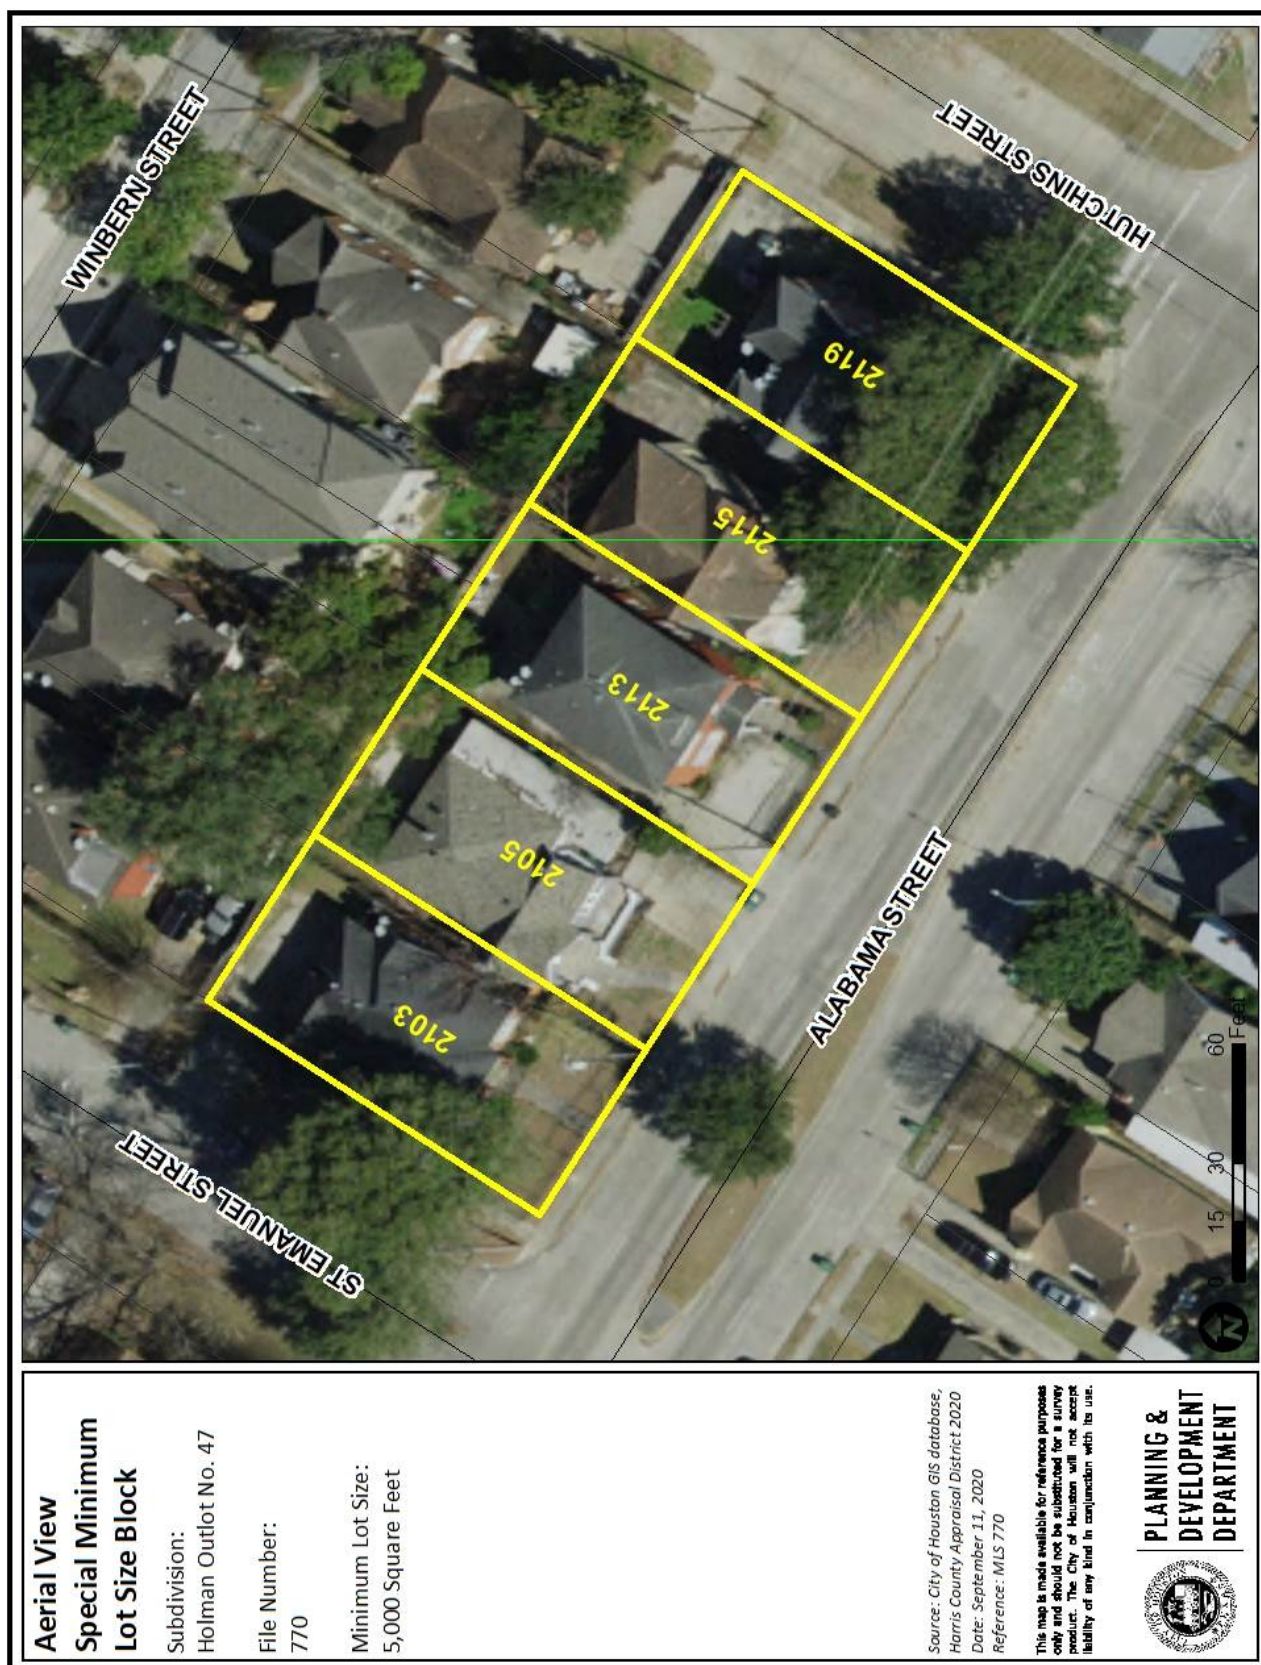 Aerial View
Special Minimum
Lot Size Block
Subdivision:
Holman Outlot No. 47
File Number:
770
Minimum Lot Size:
5,000 Square Feet
Source: City of Houston GIS database,
Harris County Appraisal District 2020
Date: September 11, 2020
Reference: MLS 770
This map is made available for reference purposes
only and should not be substituted for a survey
product. The City of Houston will not accept
liability of any kind in conjunction with its use.
PLANNING &
DEVELOPMENT
DEPARTMENT
WINBERN STREET
HUTCHINS STREET
ST EMANUEL STREET
ALABAMA STREET
2103
2105
2113
2115
2119
N
0 15 30 60
Feet